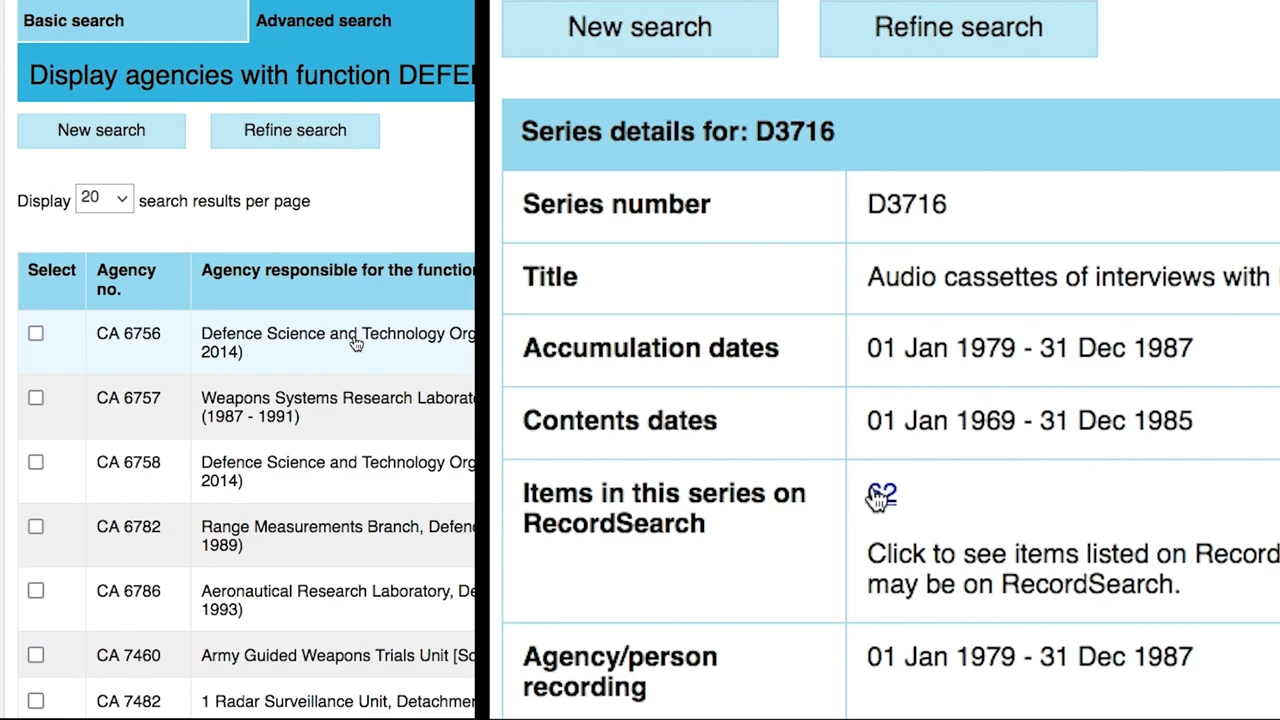 Basic search
Advanced search
Display agencies with function DEFE
New search
Refine search
Display 20 search results per page
Select
Agency
no.
Agency responsible for the function
CA 6756
Defence Science and Technology Org
2014)
CA 6757
Weapons Systems Research Laborat
(1987 - 1991)
CA 6758
Defence Science and Technology Org
2014)
CA 6782
Range Measurements Branch, Defen
1989)
CA 6786
Aeronautical Research Laboratory, De
1993)
CA 7460
Army Guided Weapons Trials Unit [Sc
CA 7482
1 Radar Surveillance Unit, Detachme
New search
Refine search
Series details for: D3716
Series number
D3716
Title
Audio cassettes of interviews with
Accumulation dates
01 Jan 1979 - 31 Dec 1987
Contents dates
01 Jan 1969 - 31 Dec 1985
Items in this series on
RecordSearch
62
Click to see items listed on Record
may be on RecordSearch.
Agency/person
recording
01 Jan 1979 - 31 Dec 1987